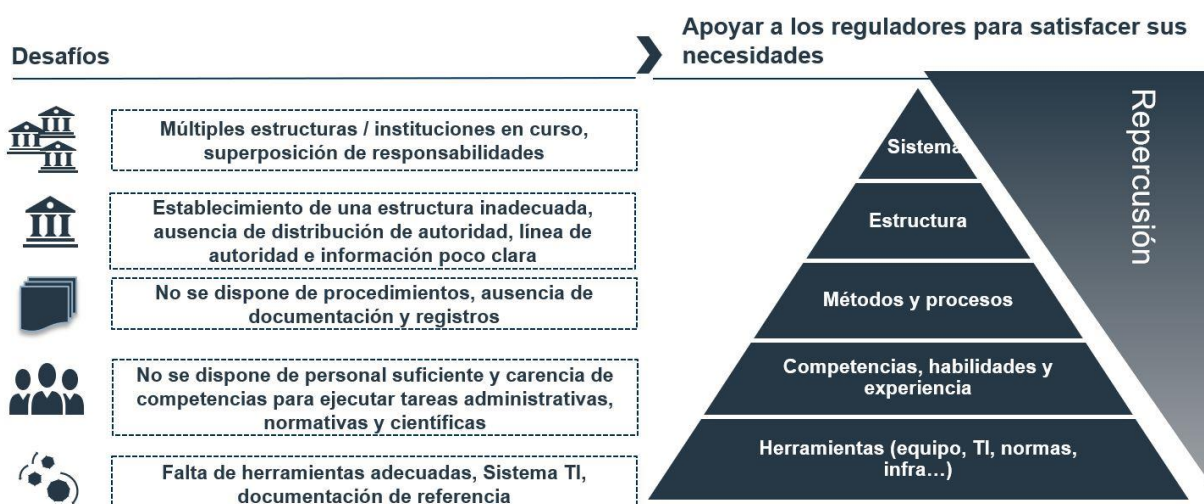 Desafíos
Apoyar a los reguladores para satisfacer sus
necesidades
Múltiples estructuras / instituciones en curso,
superposición de responsabilidades
Establecimiento de una estructura inadecuada,
ausencia de distribución de autoridad, línea de
autoridad e información poco clara
No se dispone de procedimientos, ausencia de
documentación y registros
No se dispone de personal suficiente y carencia de
competencias para ejecutar tareas administrativas,
normativas y científicas
Falta de herramientas adecuadas, Sistema TI,
documentación de referencia
Sistema
Estructura
Métodos y procesos
Competencias, habilidades y
experiencia
Herramientas (equipo, TI, normas,
infra...)
Repercusión